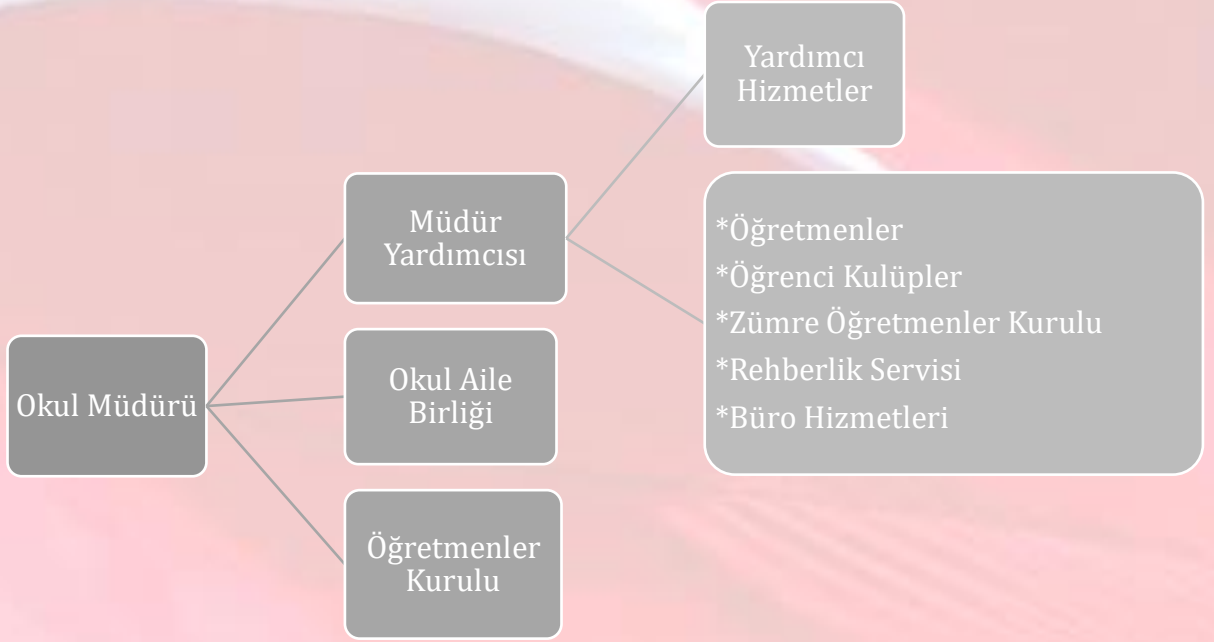 Okul Müdürü
Müdür
Yardımcısı
Okul Aile
Birliği
Öğretmenler
Kurulu
Yardımcı
Hizmetler
*Öğretmenler
*Öğrenci Kulüpler
*Zümre Öğretmenler Kurulu
*Rehberlik Servisi
*Büro Hizmetleri